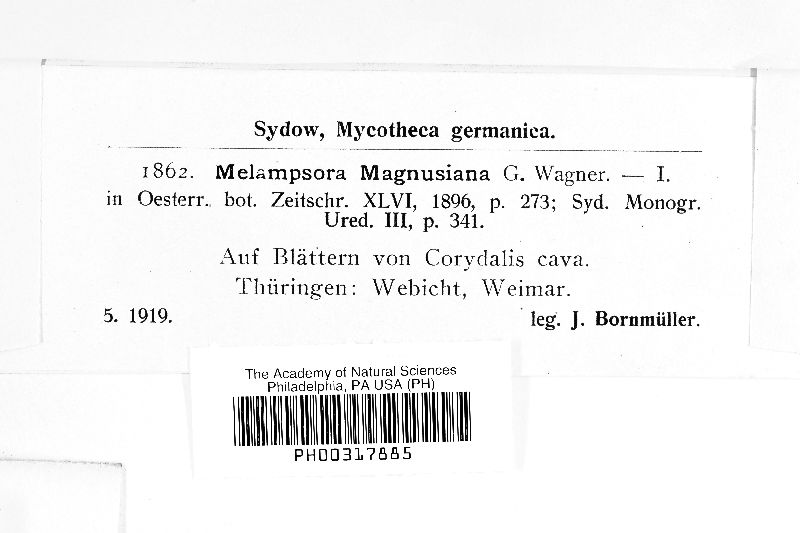 Sydow, Mycotheca germanica.
1862. Melampsora Magnusiana G. Wagner. — I.
in Oesterr. bot. Zeitschr. XLVI, 1896, p. 273; Syd. Monogr.
Ured. III, p. 341.
Auf Blättern von Corydalis cava.
Thüringen: Webicht, Weimar.
5. 1919. leg. J. Bornmüller.
The Academy of Natural Sciences
Philadelphia, PA USA (PH)
PH00317885